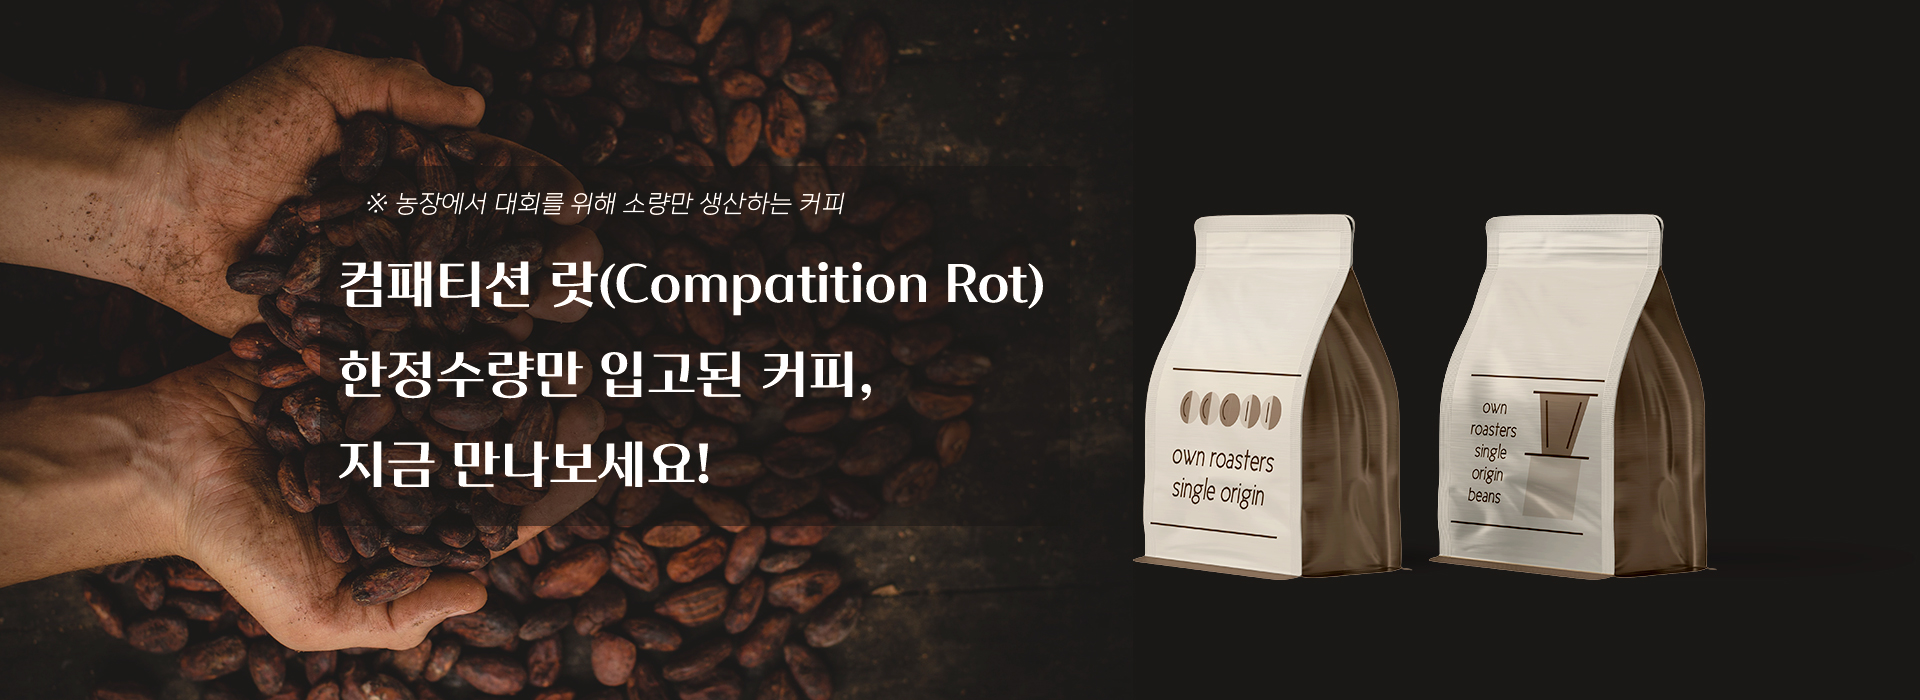 ※ 농장에서 대회를 위해 소량만 생산하는 커피
컴패티션 랏(Compatition Rot)
한정수량만 입고된 커피,
지금 만나보세요!
own roasters
single origin
own
roasters
single
origin
beans